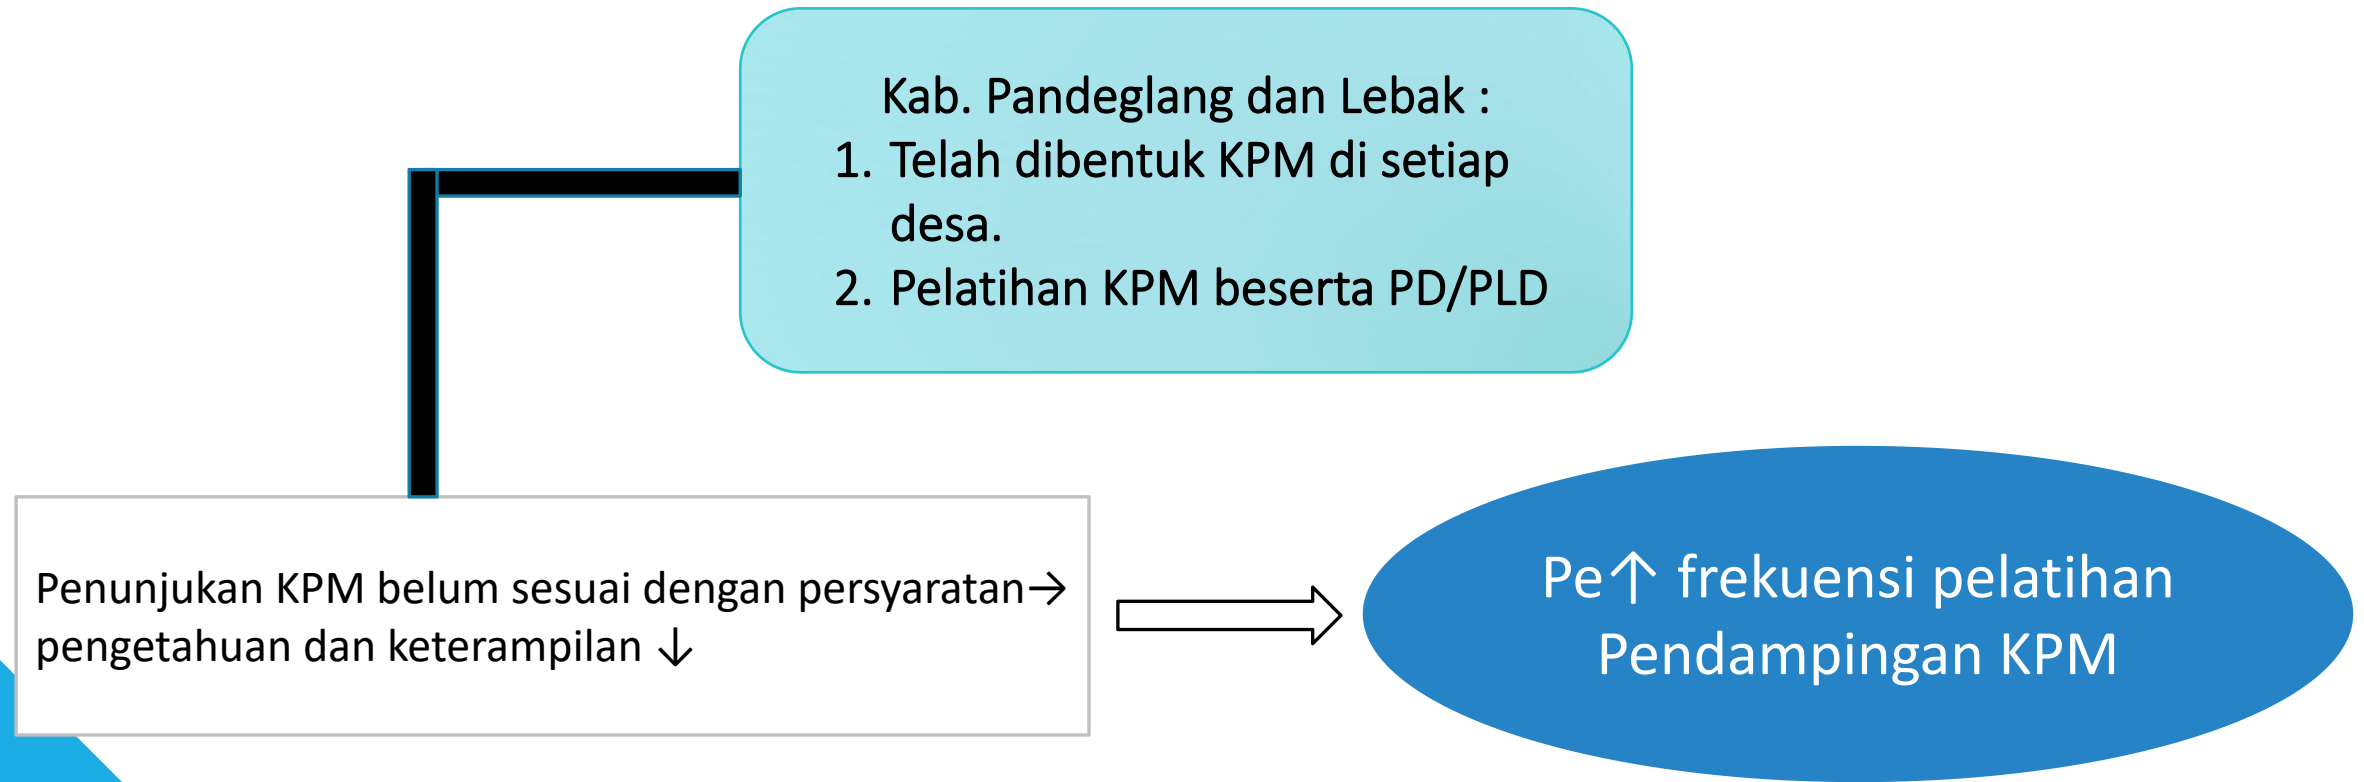 Kab. Pandeglang dan Lebak :
1. Telah dibentuk KPM di setiap
desa.
2. Pelatihan KPM beserta PD/PLD
Penunjukan KPM belum sesuai dengan persyaratan→
pengetahuan dan keterampilan ↓
Pe↑ frekuensi pelatihan
Pendampingan KPM